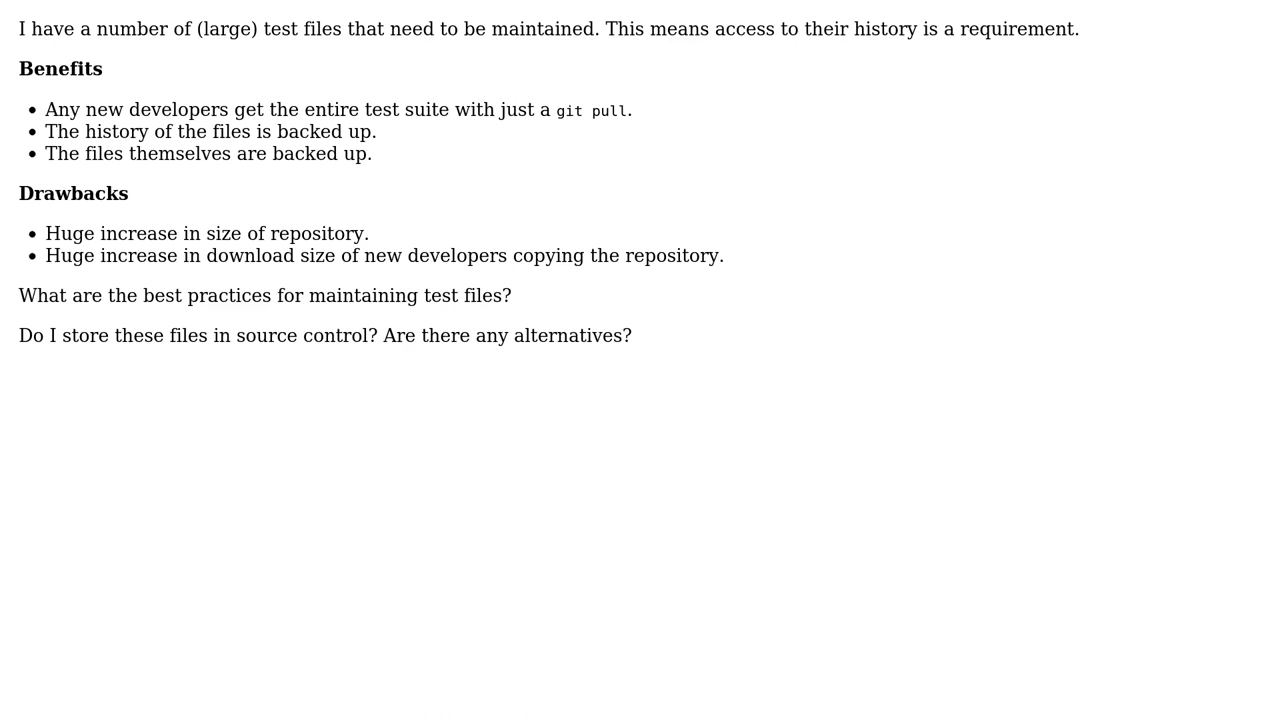 I have a number of (large) test files that need to be maintained. This means access to their history is a requirement.
Benefits
• Any new developers get the entire test suite with just a git pull.
• The history of the files is backed up.
• The files themselves are backed up.
Drawbacks
• Huge increase in size of repository.
• Huge increase in download size of new developers copying the repository.
What are the best practices for maintaining test files?
Do I store these files in source control? Are there any alternatives?